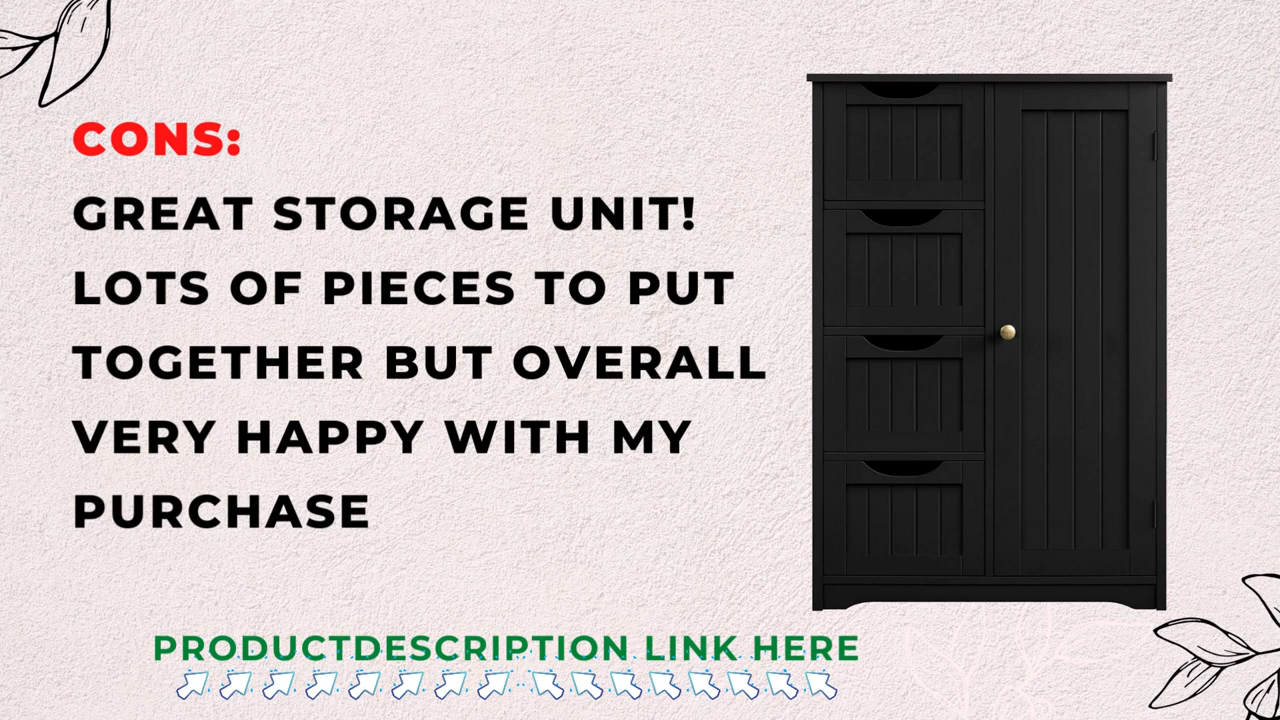 CONS:
GREAT STORAGE UNIT!
LOTS OF PIECES TO PUT
TOGETHER BUT OVERALL
VERY HAPPY WITH MY
PURCHASE
PRODUCTDESCRIPTION LINK HERE